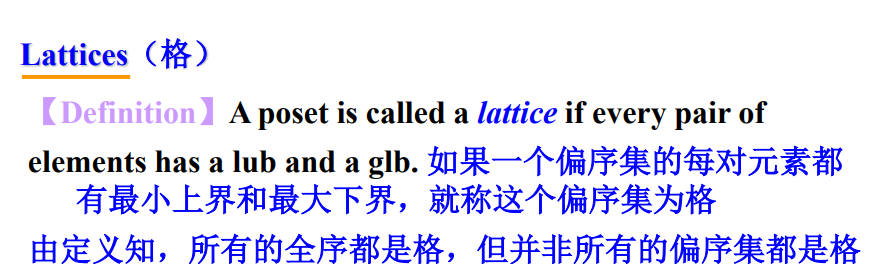 Lattices（格）
【Definition】A poset is called a lattice if every pair of
elements has a lub and a glb. 如果一个偏序集的每对元素都
有最小上界和最大下界，就称这个偏序集为格
由定义知，所有的全序都是格，但并非所有的偏序集都是格